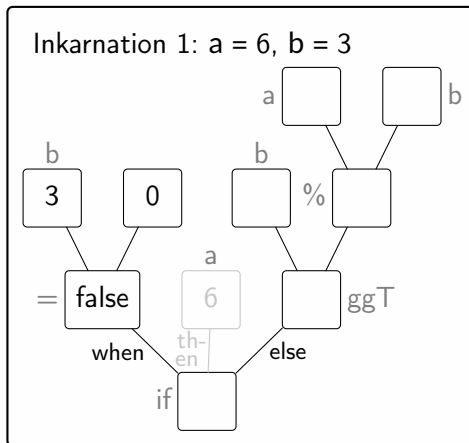 Inkarnation 1: a = 6, b = 3
a b
b b %
3 0
a
= false 6 ggT
when th-
en else
if